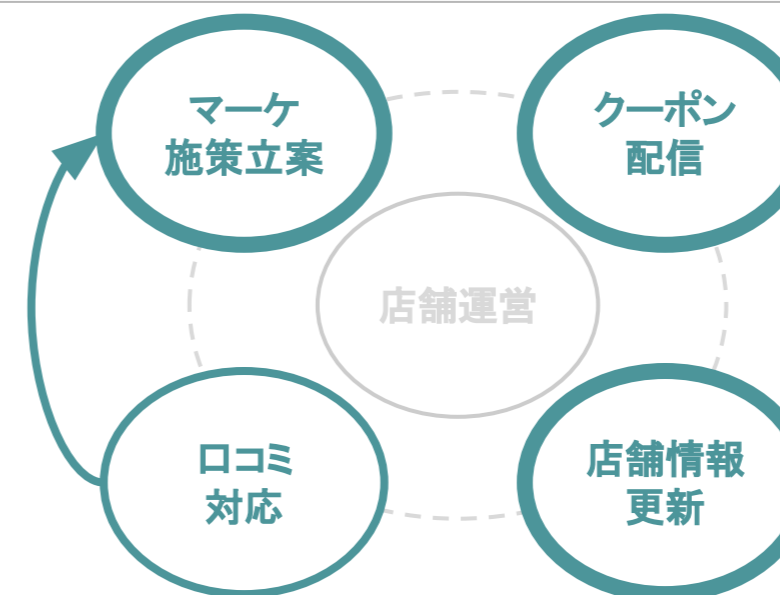 マーケ
施策立案
クーポン
配信
店舗運営
口コミ
対応
店舗情報
更新